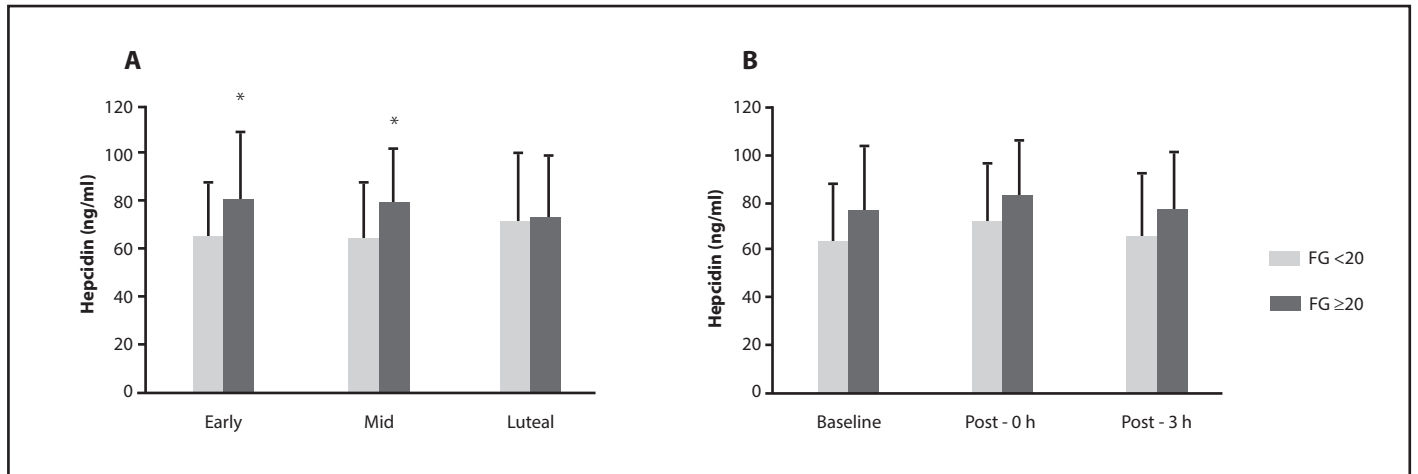 A
Hepcidin (ng/ml)
120
100
80
60
40
20
0
*
*
Early Mid Luteal
B
Hepcidin (ng/ml)
120
100
80
60
40
20
0
Baseline Post - 0 h Post - 3 h
FG <20
FG ≥20